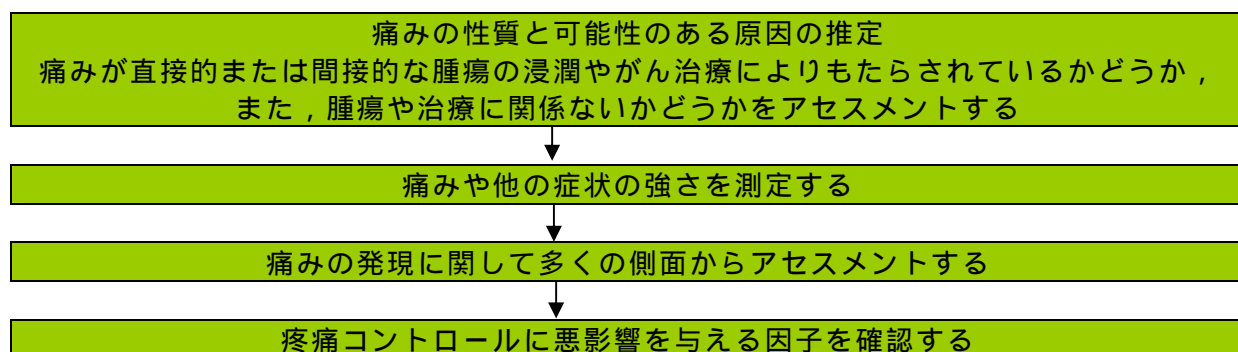 痛みの性質と可能性のある原因の推定
痛みが直接的または間接的な腫瘍の浸潤やがん治療によりもたらされているかどうか，
また，腫瘍や治療に関係ないかどうかをアセスメントする
痛みや他の症状の強さを測定する
痛みの発現に関して多くの側面からアセスメントする
疼痛コントロールに悪影響を与える因子を確認する